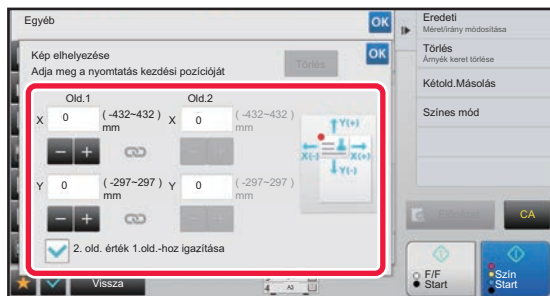 Egyéb
OK
Kép elhelyezése
Adja meg a nyomtatás kezdési pozícióját
Törlés
OK
Old.1
Old.2
X 0 (-432~432) mm X 0 (-432~432) mm
Y(+)
X(-) X(+)
Y(-)
- + - +
Y 0 (-297~297) mm Y 0 (-297~297) mm
- + - +
2. old. érték 1.old.-hoz igazítása
Vissza
4 A3
Eredeti
Méret/irány módosítása
Törlés
Árnyék keret törlése
Kétold.Másolás
Színes mód
Előnézet
CA
F/F
Start
Szín
Start